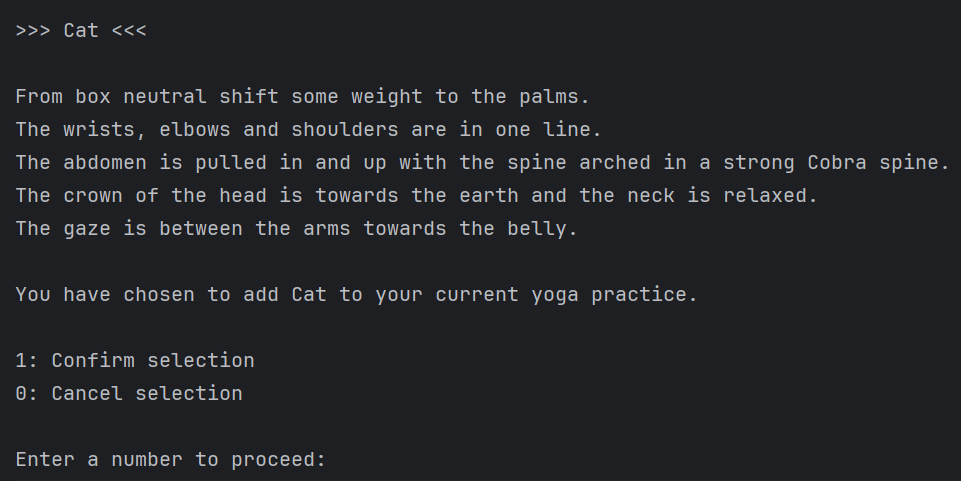 >>> Cat <<<
From box neutral shift some weight to the palms.
The wrists, elbows and shoulders are in one line.
The abdomen is pulled in and up with the spine arched in a strong Cobra spine.
The crown of the head is towards the earth and the neck is relaxed.
The gaze is between the arms towards the belly.
You have chosen to add Cat to your current yoga practice.
1: Confirm selection
0: Cancel selection
Enter a number to proceed: